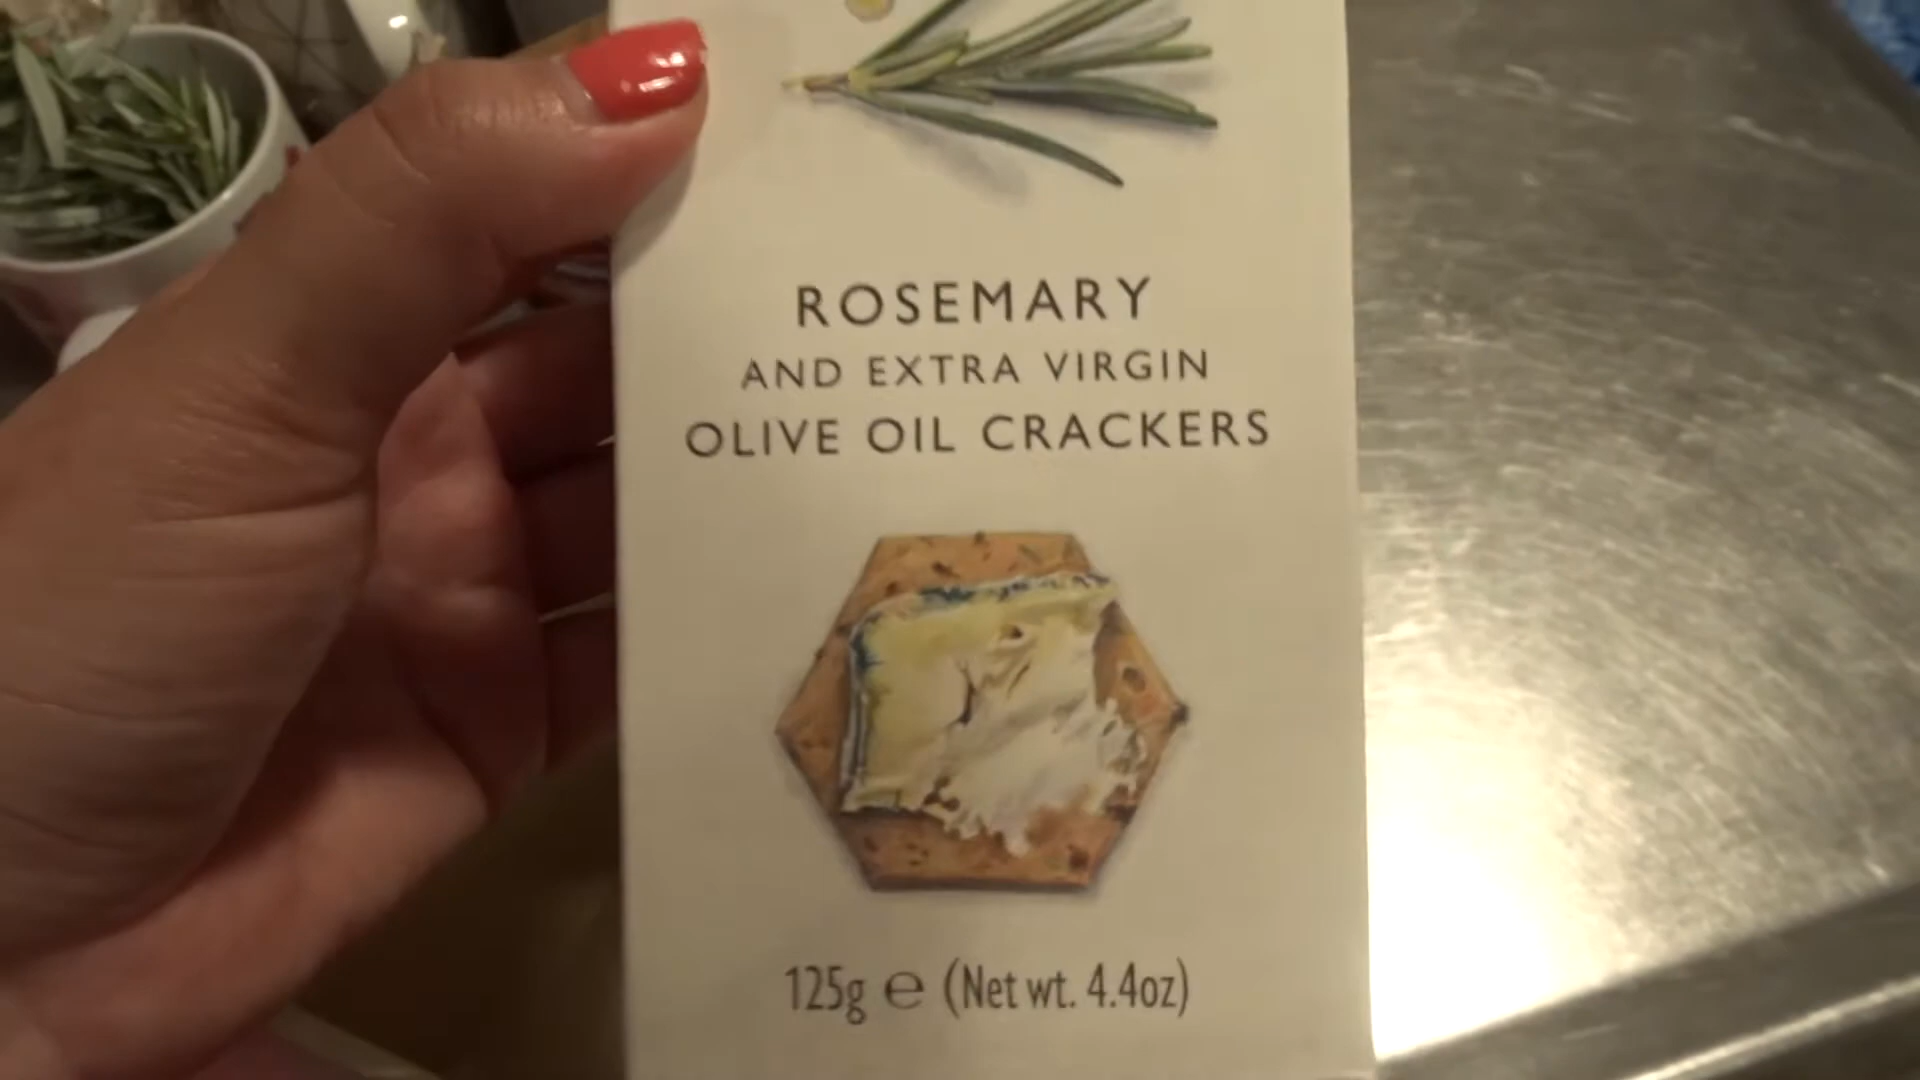 ROSEMARY
AND EXTRA VIRGIN
OLIVE OIL CRACKERS
125g ℮ (Net wt. 4.4oz)